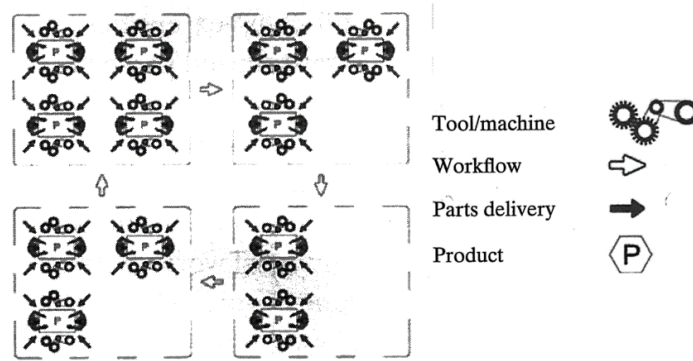 P P P P
P P P
P P P
P P
Tool/machine
Workflow
Parts delivery
Product
P